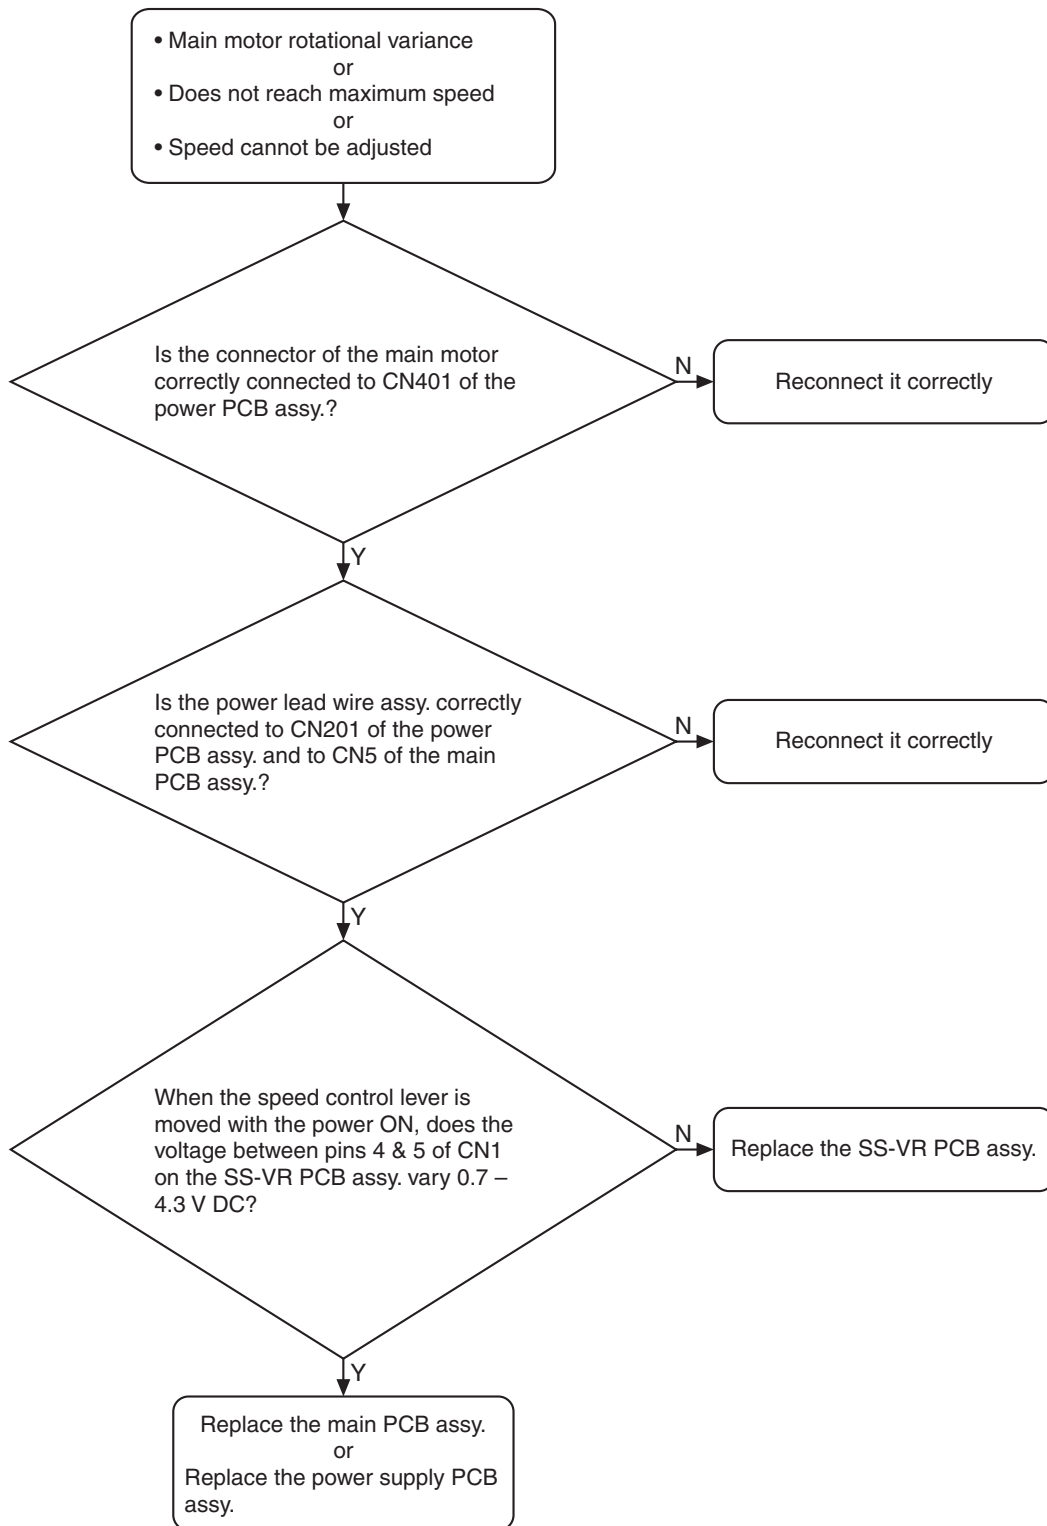 • Main motor rotational variance
or
• Does not reach maximum speed
or
• Speed cannot be adjusted
Is the connector of the main motor
correctly connected to CN401 of the
power PCB assy.?
N
Reconnect it correctly
Y
Is the power lead wire assy. correctly
connected to CN201 of the power
PCB assy. and to CN5 of the main
PCB assy.?
N
Reconnect it correctly
Y
When the speed control lever is
moved with the power ON, does the
voltage between pins 4 & 5 of CN1
on the SS-VR PCB assy. vary 0.7 –
4.3 V DC?
N
Replace the SS-VR PCB assy.
Y
Replace the main PCB assy.
or
Replace the power supply PCB
assy.